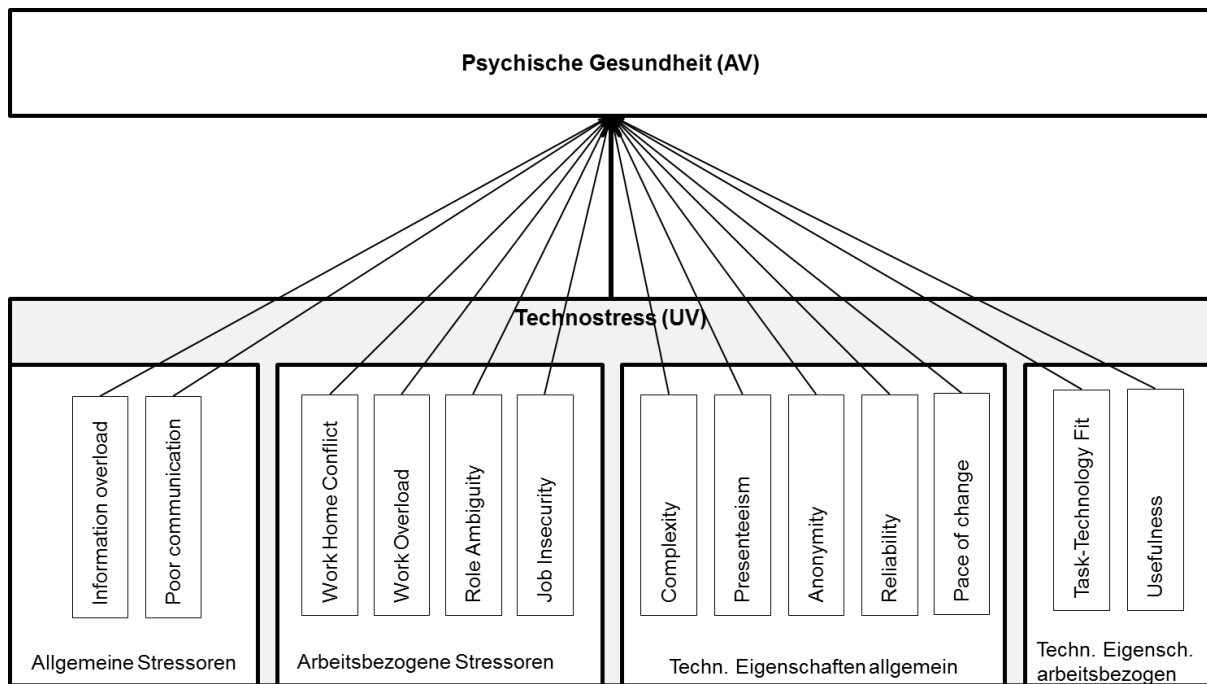 Psychische Gesundheit (AV)
Technostress (UV)
Information overload
Poor communication
Allgemeine Stressoren
Work Home Conflict
Work Overload
Role Ambiguity
Job Insecurity
Arbeitsbezogene Stressoren
Complexity
Presenteeism
Anonymity
Reliability
Pace of change
Techn. Eigenschaften allgemein
Task-Technology Fit
Usefulness
Techn. Eigensch.
arbeitsbezogen